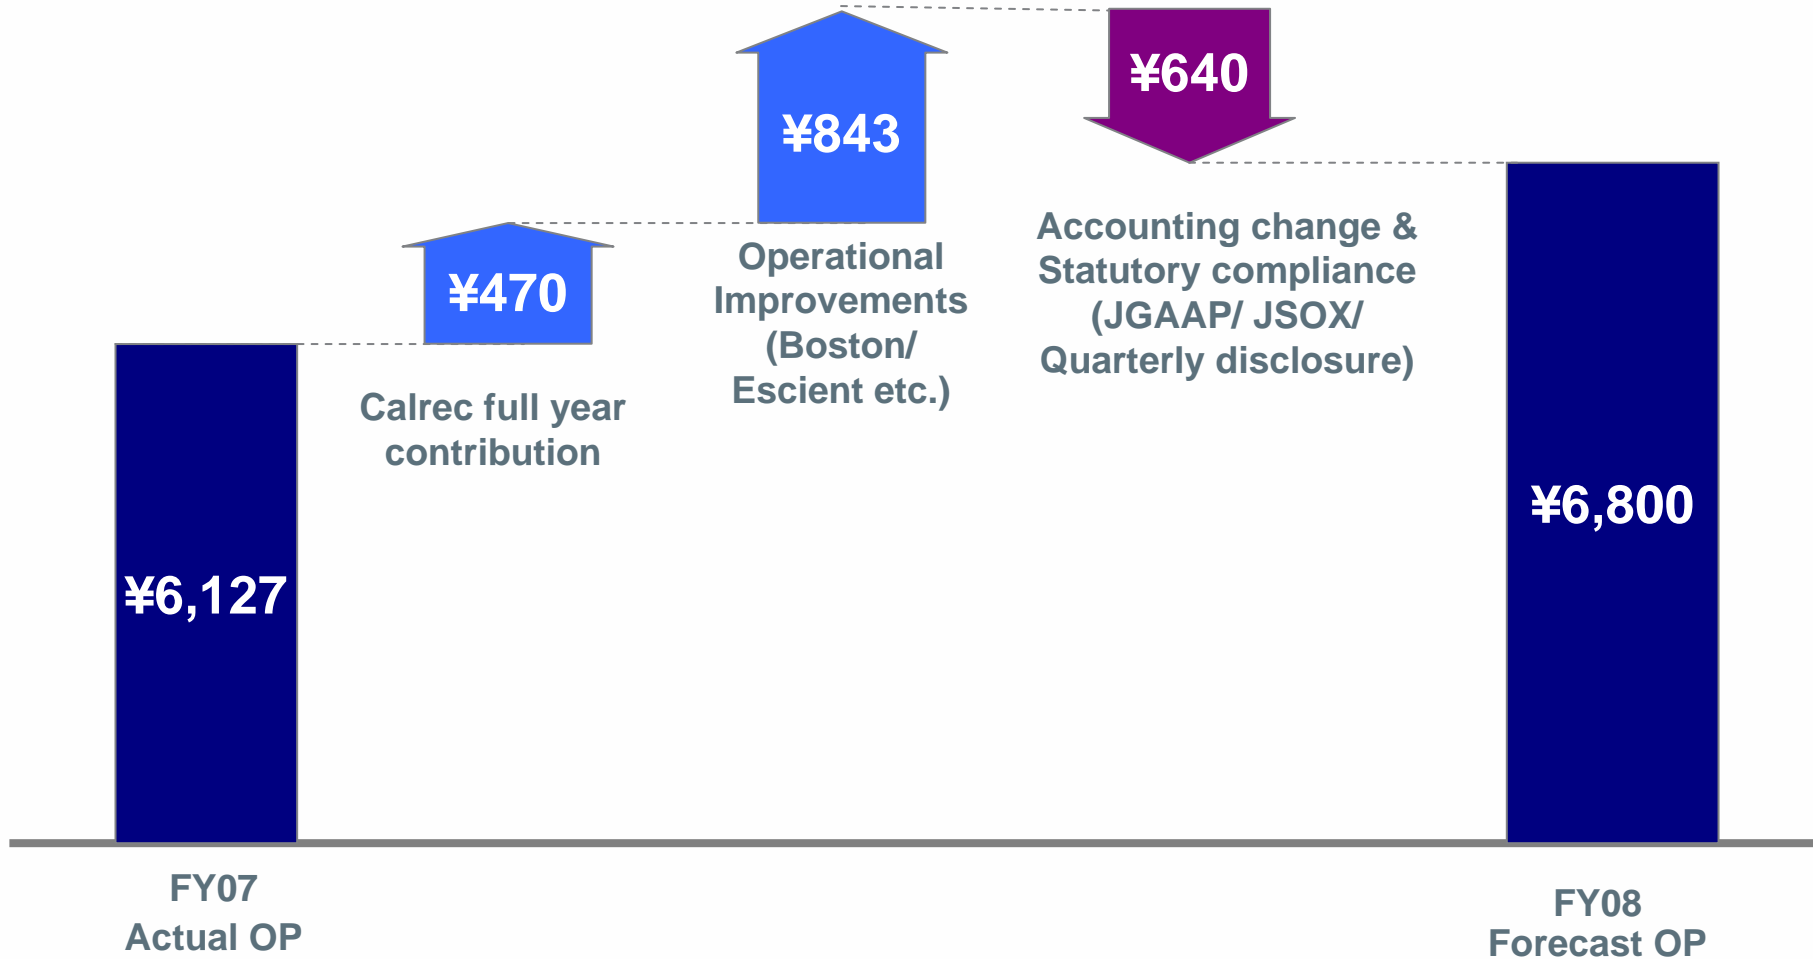 ¥6,127
FY07
Actual OP
¥470
Calrec full year
contribution
¥843
Operational
Improvements
(Boston/
Escient etc.)
¥640
Accounting change &
Statutory compliance
(JGAAP/ JSOX/
Quarterly disclosure)
¥6,800
FY08
Forecast OP